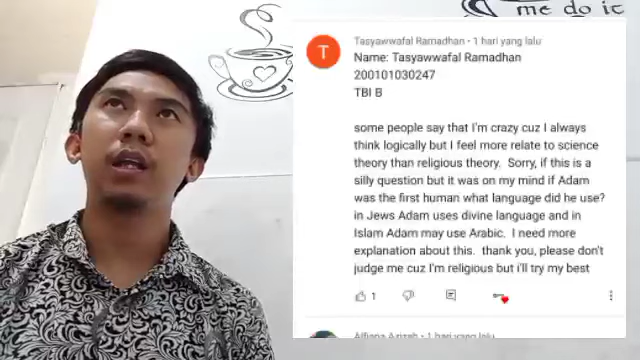 me do it
T
Tasyawwafal Ramadhan • 1 hari yang lalu
Name: Tasyawwafal Ramadhan
200101030247
TBI B
some people say that I'm crazy cuz I always
think logically but I feel more relate to science
theory than religious theory. Sorry, if this is a
silly question but it was on my mind if Adam
was the first human what language did he use?
in Jews Adam uses divine language and in
Islam Adam may use Arabic. I need more
explanation about this. thank you, please don't
judge me cuz I'm religious but i'll try my best
1
Alfiana Azizah • 1 hari yang lalu